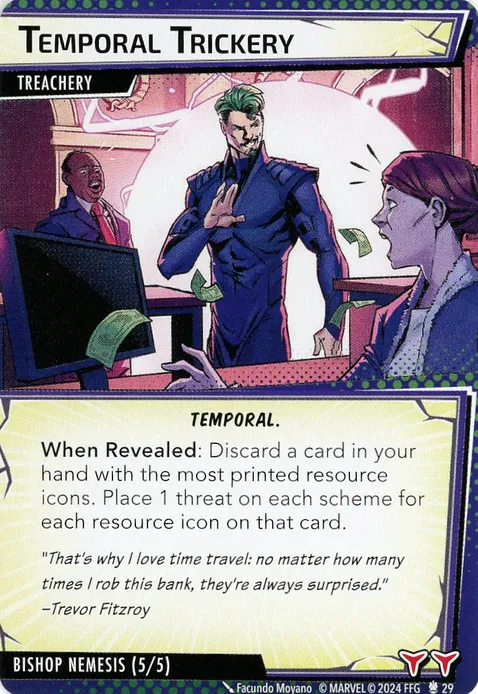 TEMPORAL TRICKERY
TREACHERY
TEMPORAL.
When Revealed: Discard a card in your
hand with the most printed resource
icons. Place 1 threat on each scheme for
each resource icon on that card.
"That's why I love time travel: no matter how many
times I rob this bank, they're always surprised."
–Trevor Fitzroy
BISHOP NEMESIS (5/5)
Facundo Moyano © MARVEL © 2024 FFG 29